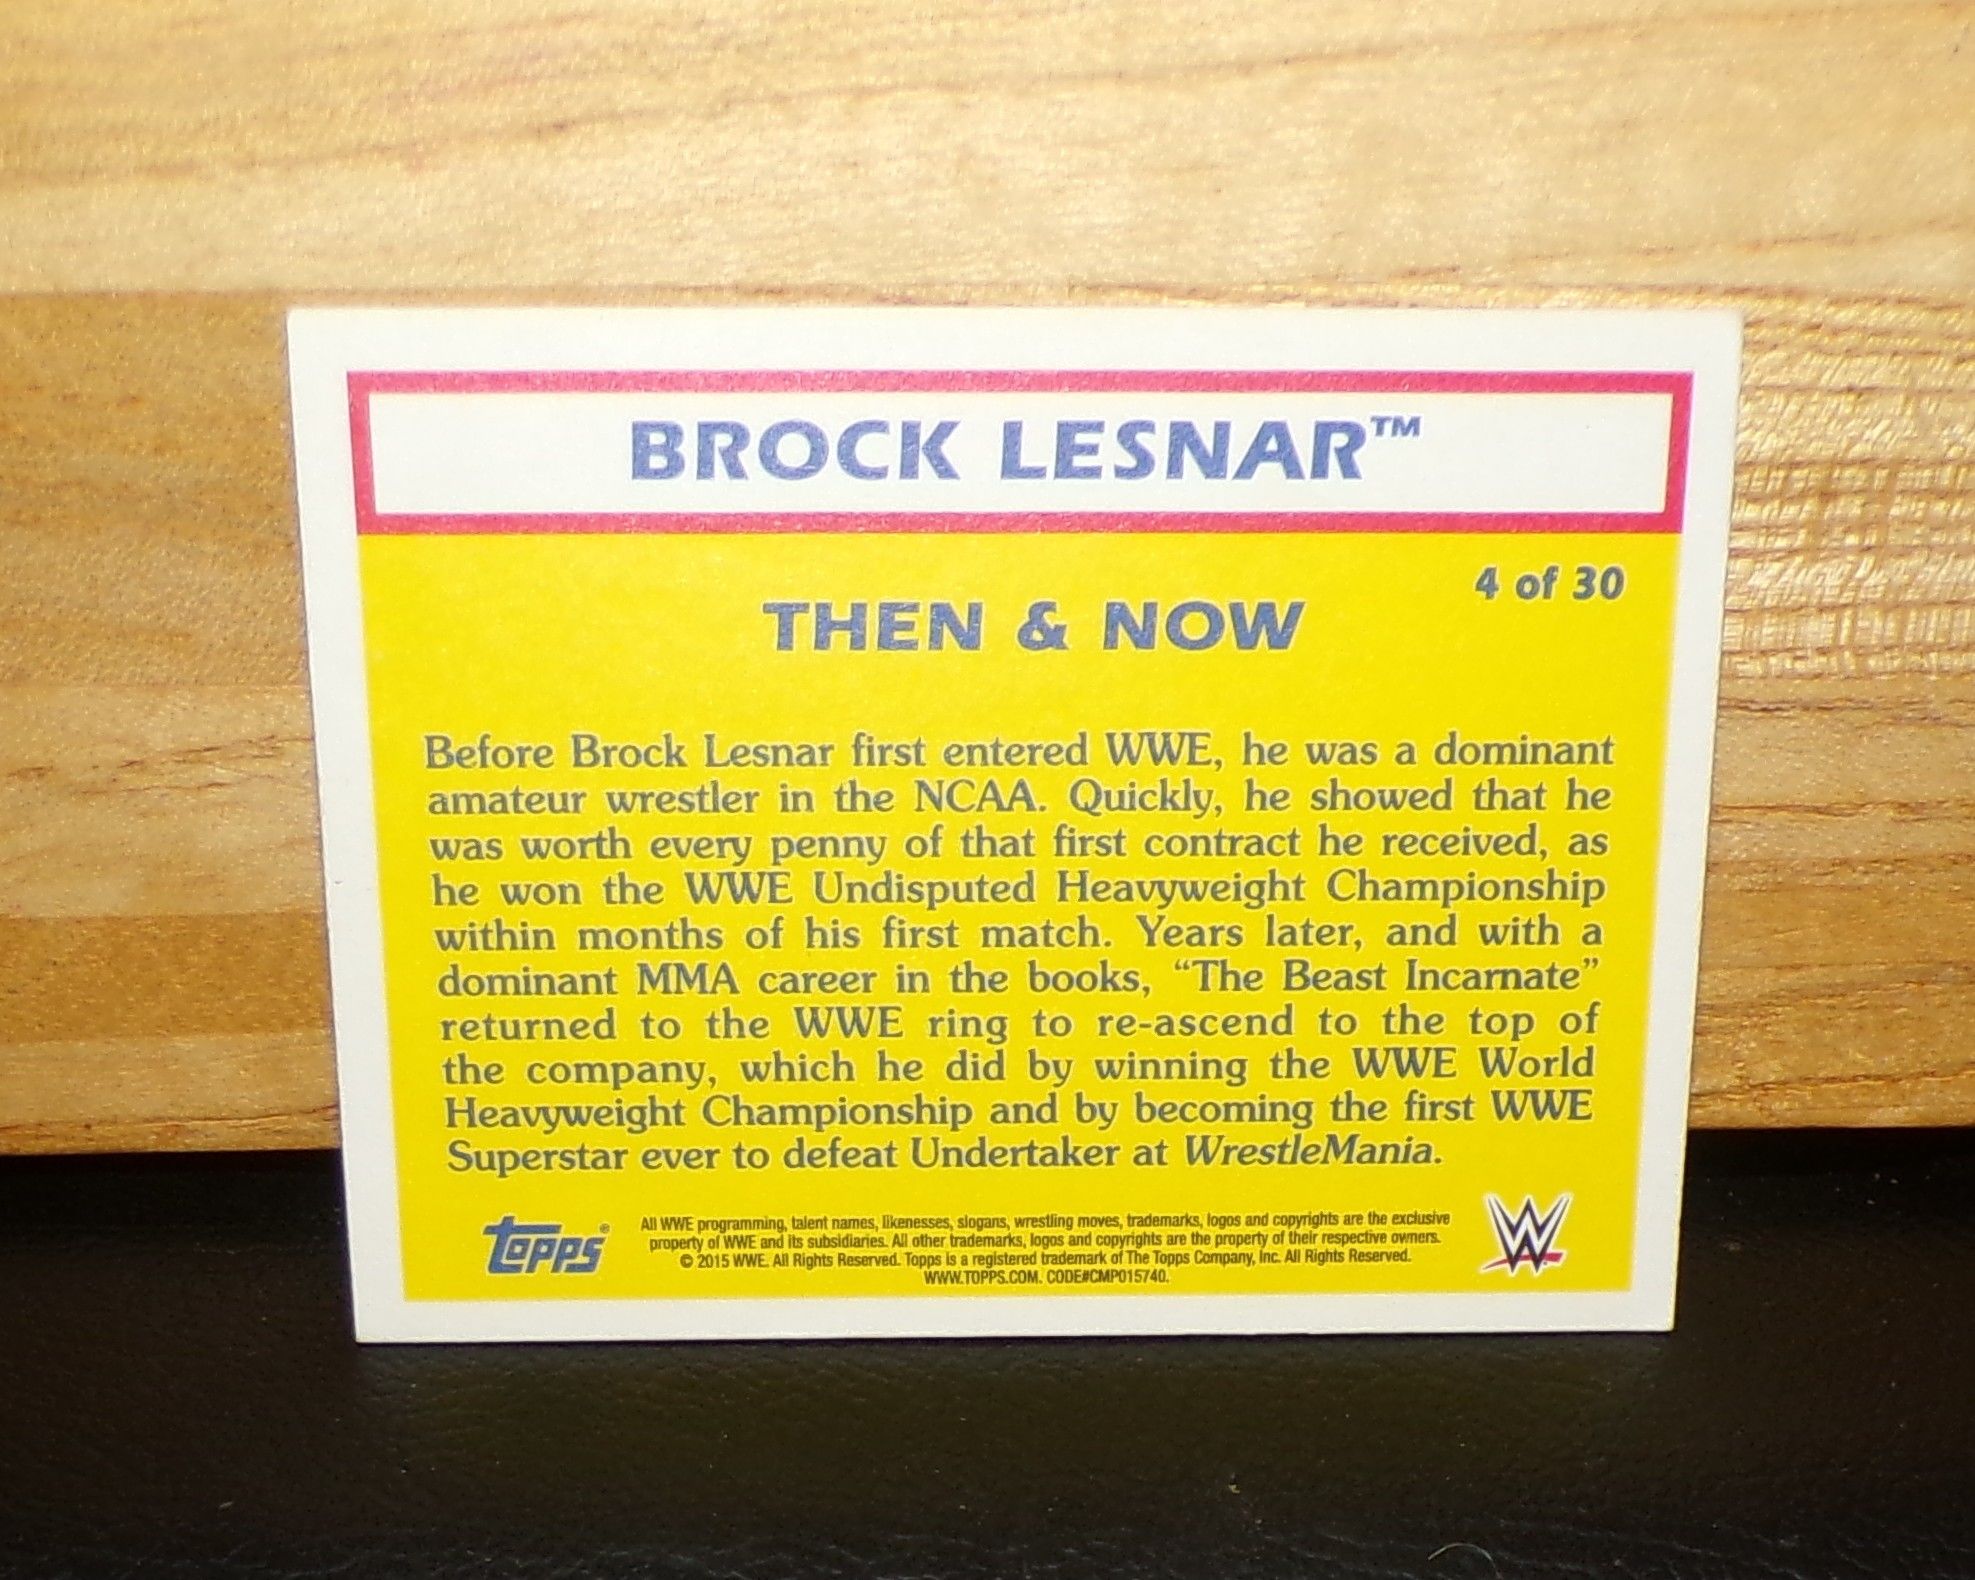 BROCK LESNAR™
4 of 30
THEN & NOW
Before Brock Lesnar first entered WWE, he was a dominant
amateur wrestler in the NCAA. Quickly, he showed that he
was worth every penny of that first contract he received, as
he won the WWE Undisputed Heavyweight Championship
within months of his first match. Years later, and with a
dominant MMA career in the books, “The Beast Incarnate”
returned to the WWE ring to re-ascend to the top of
the company, which he did by winning the WWE World
Heavyweight Championship and by becoming the first WWE
Superstar ever to defeat Undertaker at WrestleMania.
topps®
All WWE programming, talent names, likenesses, slogans, wrestling moves, trademarks, logos and copyrights are the exclusive
property of WWE and its subsidiaries. All other trademarks, logos and copyrights are the property of their respective owners.
© 2015 WWE. All Rights Reserved. Topps is a registered trademark of The Topps Company, Inc. All Rights Reserved.
WWW.TOPPS.COM. CODE#CMP015740.
W